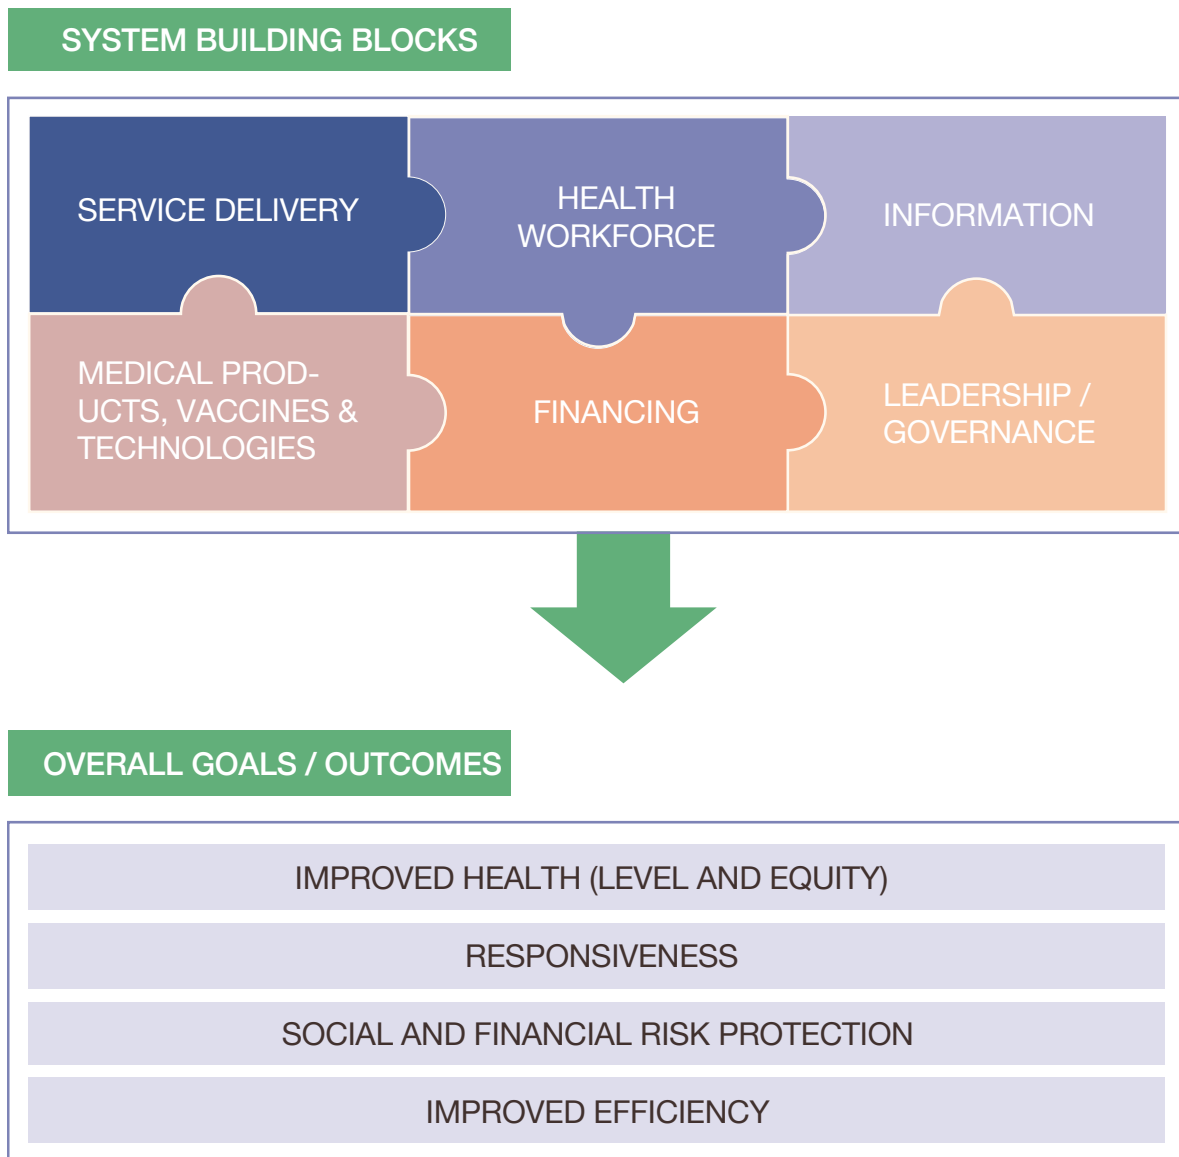 SYSTEM BUILDING BLOCKS
SERVICE DELIVERY
HEALTH
WORKFORCE
INFORMATION
MEDICAL PROD-
UCTS, VACCINES &
TECHNOLOGIES
FINANCING
LEADERSHIP /
GOVERNANCE
OVERALL GOALS / OUTCOMES
IMPROVED HEALTH (LEVEL AND EQUITY)
RESPONSIVENESS
SOCIAL AND FINANCIAL RISK PROTECTION
IMPROVED EFFICIENCY